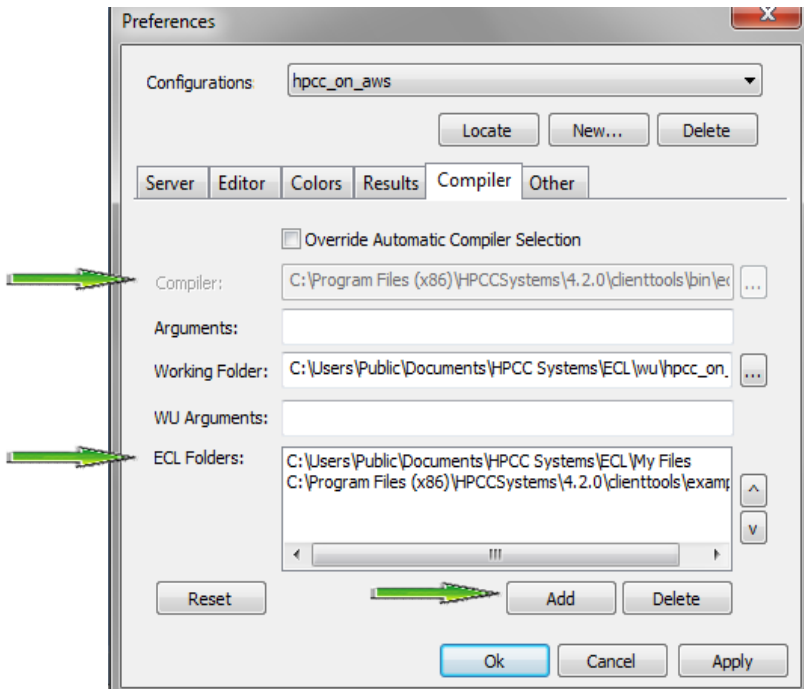 Preferences
Configurations hpcc_on_aws
Locate New... Delete
Server Editor Colors Results Compiler Other
Override Automatic Compiler Selection
Compiler: C:\Program Files (x86)\HPCCSystems\4.2.0\clienttools\bin\ec ...
Arguments:
Working Folder: C:\Users\Public\Documents\HPCC Systems\ECL\wu\hpcc_on_ ...
WU Arguments:
ECL Folders: C:\Users\Public\Documents\HPCC Systems\ECL\My Files
C:\Program Files (x86)\HPCCSystems\4.2.0\clienttools\examp
Reset Add Delete
Ok Cancel Apply